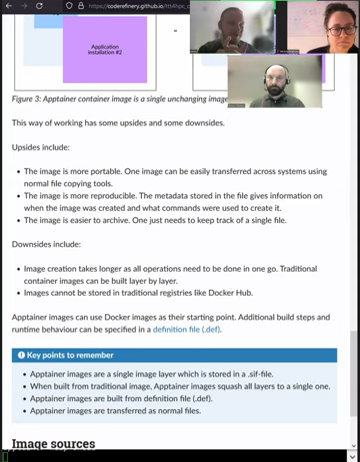 https://coderefinery.github.io/ttt4hpc_c
Application
installation #2
Figure 3: Apptainer container image is a single unchanging image
This way of working has some upsides and some downsides.
Upsides include:
• The image is more portable. One image can be easily transferred across systems using
normal file copying tools.
• The image is more reproducible. The metadata stored in the file gives information on
when the image was created and what commands were used to create it.
• The image is easier to archive. One just needs to keep track of a single file.
Downsides include:
• Image creation takes longer as all operations need to be done in one go. Traditional
container images can be built layer by layer.
• Images cannot be stored in traditional registries like Docker Hub.
Apptainer images can use Docker images as their starting point. Additional build steps and
runtime behaviour can be specified in a definition file (.def).
Key points to remember
• Apptainer images are a single image layer which is stored in a .sif-file.
• When built from traditional image, Apptainer images squash all layers to a single one.
• Apptainer images are built from definition file (.def).
• Apptainer images are transferred as normal files.
Image sources